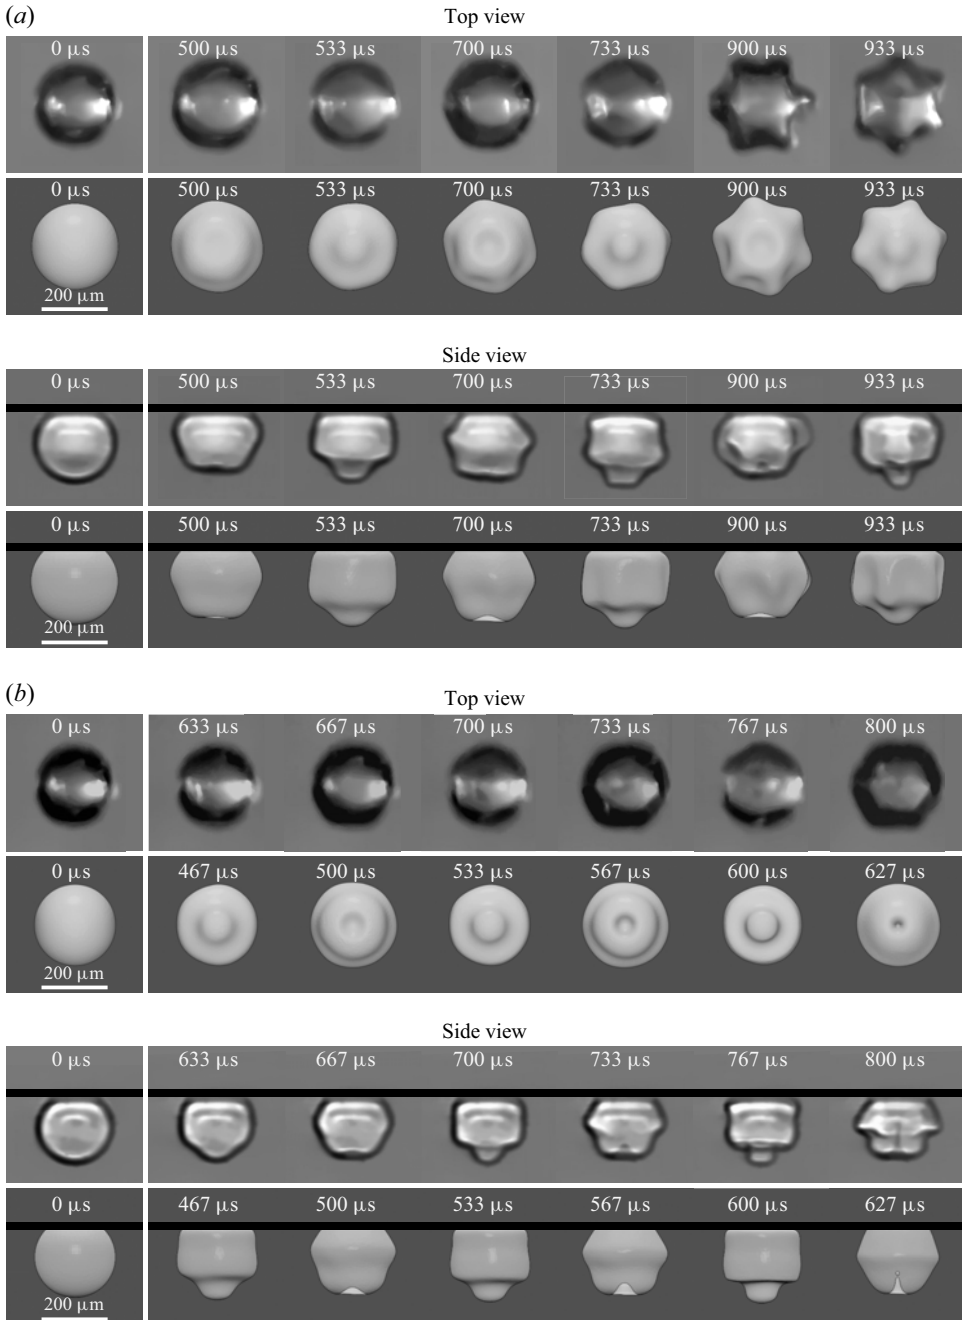 (a)
Top view
0 μs 500 μs 533 μs 700 μs 733 μs 900 μs 933 μs
0 μs 500 μs 533 μs 700 μs 733 μs 900 μs 933 μs
200 μm
Side view
0 μs 500 μs 533 μs 700 μs 733 μs 900 μs 933 μs
0 μs 500 μs 533 μs 700 μs 733 μs 900 μs 933 μs
200 μm
(b)
Top view
0 μs 633 μs 667 μs 700 μs 733 μs 767 μs 800 μs
0 μs 467 μs 500 μs 533 μs 567 μs 600 μs 627 μs
200 μm
Side view
0 μs 633 μs 667 μs 700 μs 733 μs 767 μs 800 μs
0 μs 467 μs 500 μs 533 μs 567 μs 600 μs 627 μs
200 μm